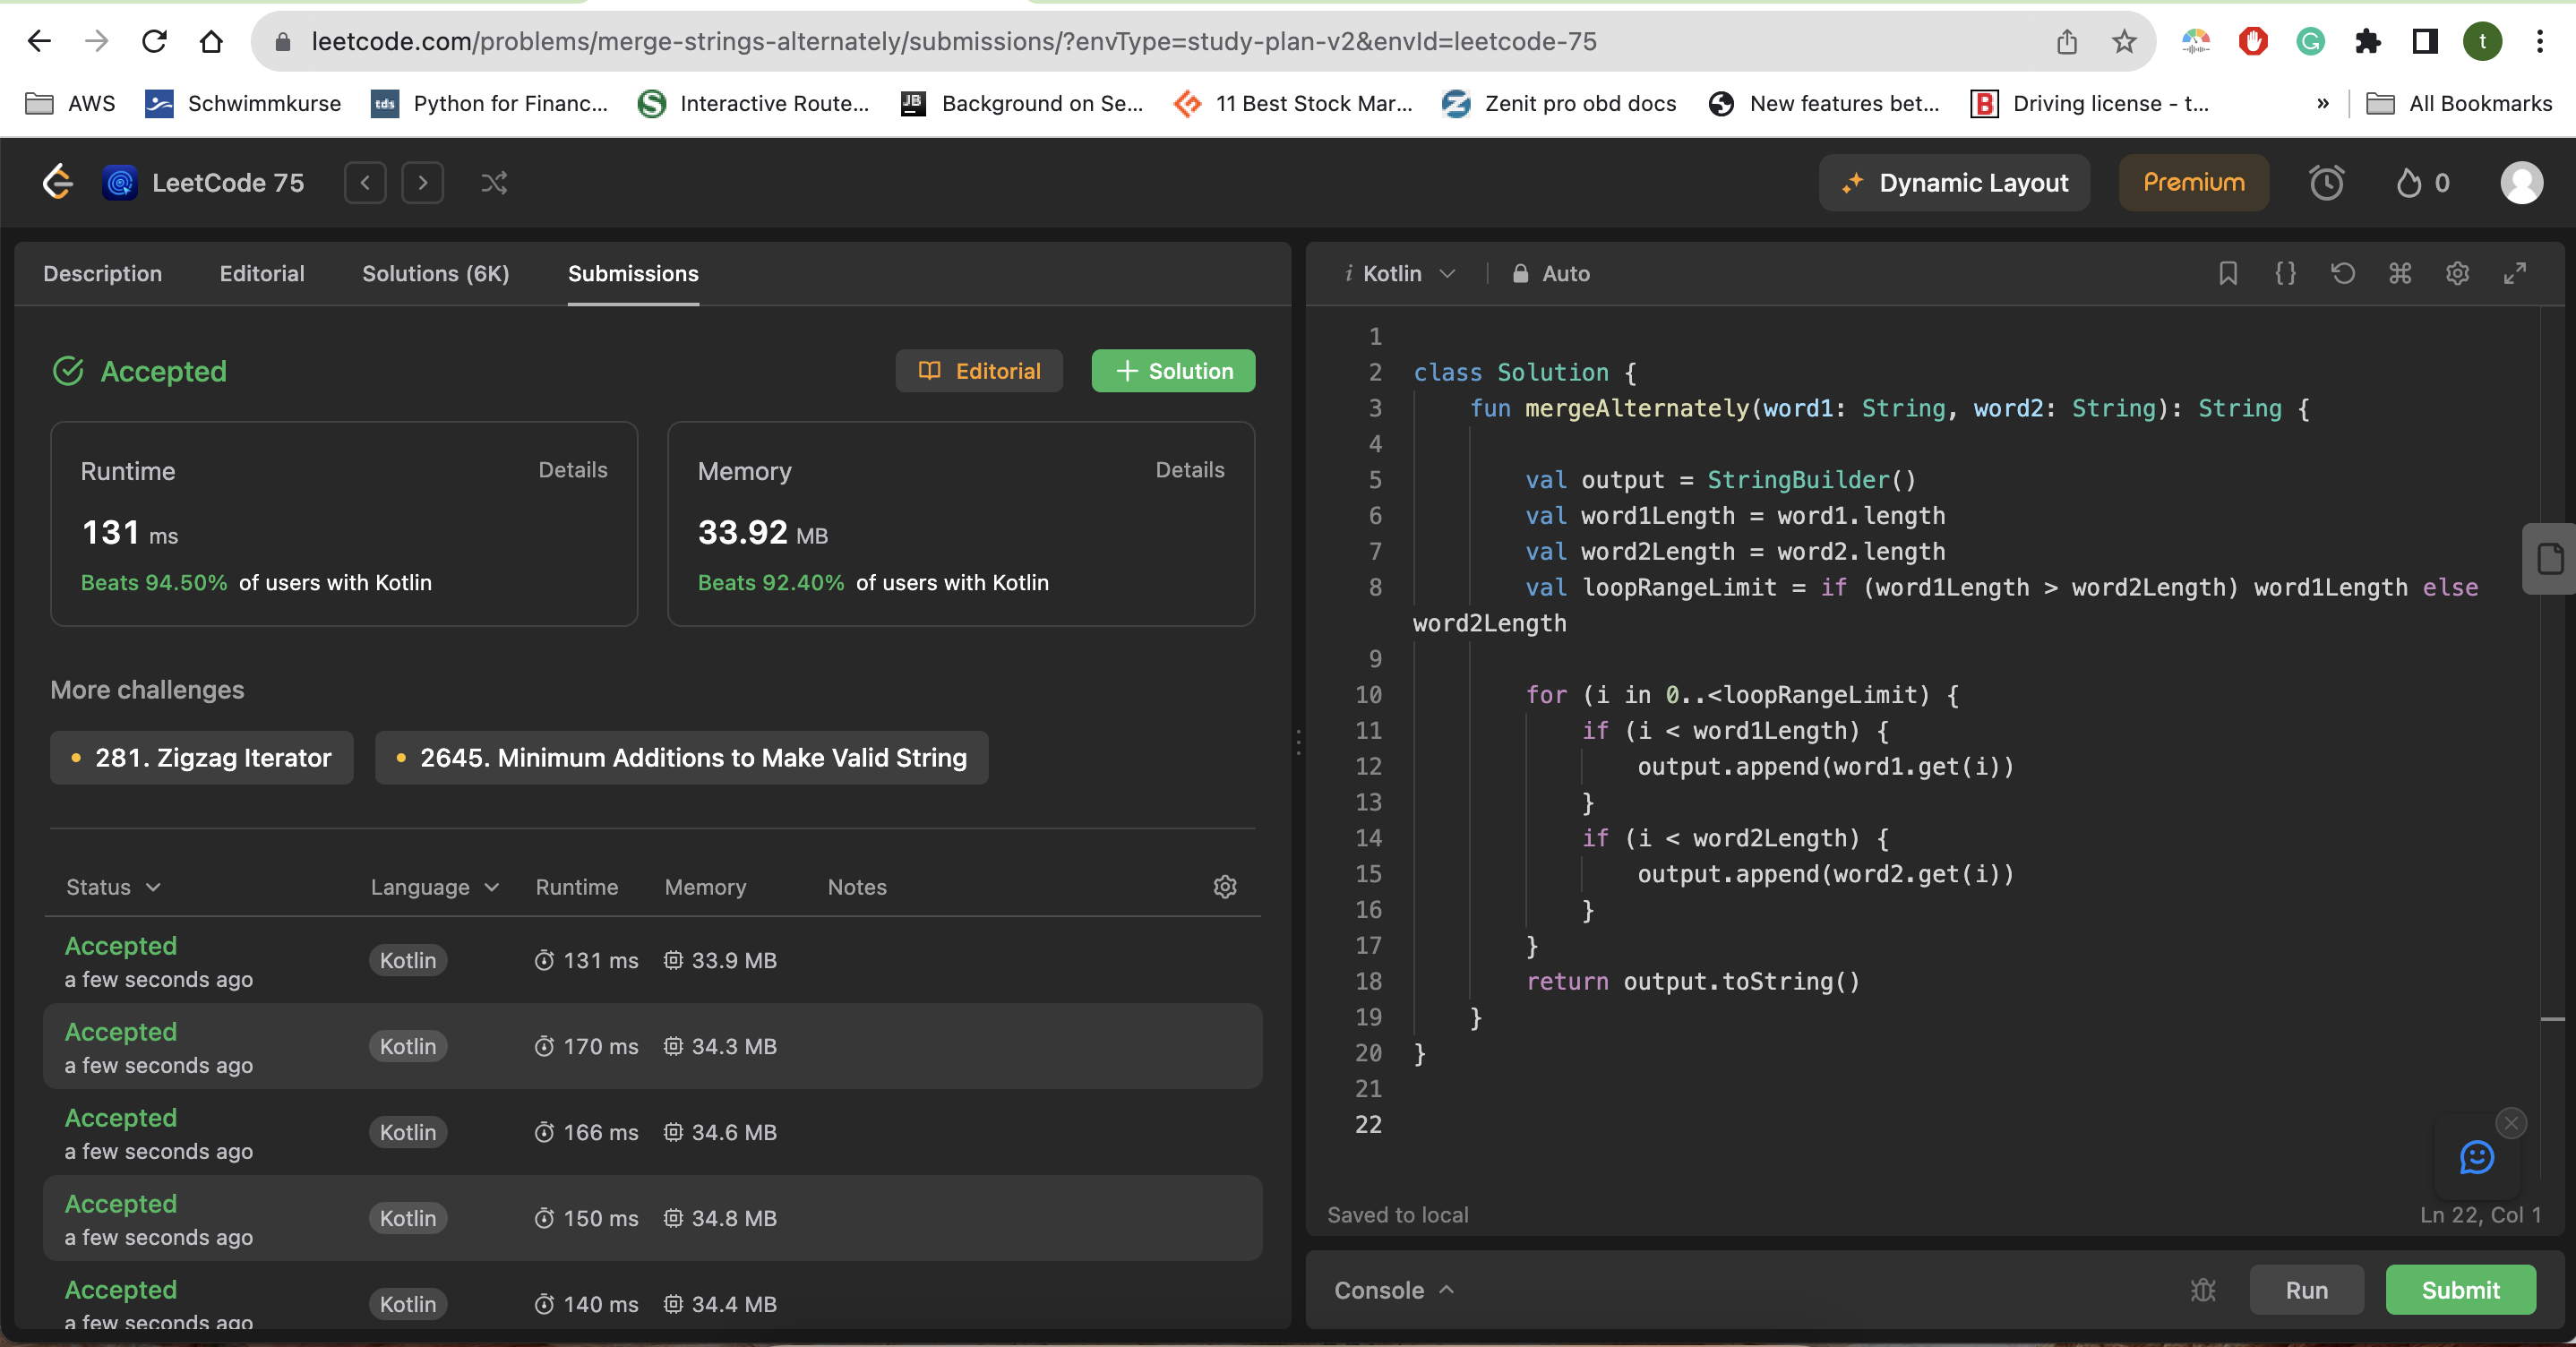 leetcode.com/problems/merge-strings-alternately/submissions/?envType=study-plan-v2&envId=leetcode-75
t
AWS
Schwimmkurse
tds Python for Financ...
Interactive Route...
JB Background on Se...
11 Best Stock Mar...
Zenit pro obd docs
New features bet...
B Driving license - t...
»
All Bookmarks
LeetCode 75
Dynamic Layout
Premium
0
Description
Editorial
Solutions (6K)
Submissions
Accepted
Editorial
+ Solution
Runtime
Details
131 ms
Beats 94.50% of users with Kotlin
Memory
Details
33.92 MB
Beats 92.40% of users with Kotlin
More challenges
281. Zigzag Iterator
2645. Minimum Additions to Make Valid String
Status Language Runtime Memory Notes
Accepted
a few seconds ago
Kotlin 131 ms 33.9 MB
Accepted
a few seconds ago
Kotlin 170 ms 34.3 MB
Accepted
a few seconds ago
Kotlin 166 ms 34.6 MB
Accepted
a few seconds ago
Kotlin 150 ms 34.8 MB
Accepted
a few seconds ago
Kotlin 140 ms 34.4 MB
i Kotlin
Auto
{}
1
2 class Solution {
3 fun mergeAlternately(word1: String, word2: String): String {
4
5 val output = StringBuilder()
6 val word1Length = word1.length
7 val word2Length = word2.length
8 val loopRangeLimit = if (word1Length > word2Length) word1Length else
word2Length
9
10 for (i in 0..<loopRangeLimit) {
11 if (i < word1Length) {
12 output.append(word1.get(i))
13 }
14 if (i < word2Length) {
15 output.append(word2.get(i))
16 }
17 }
18 return output.toString()
19 }
20 }
21
22
Saved to local
Ln 22, Col 1
Console
Run
Submit